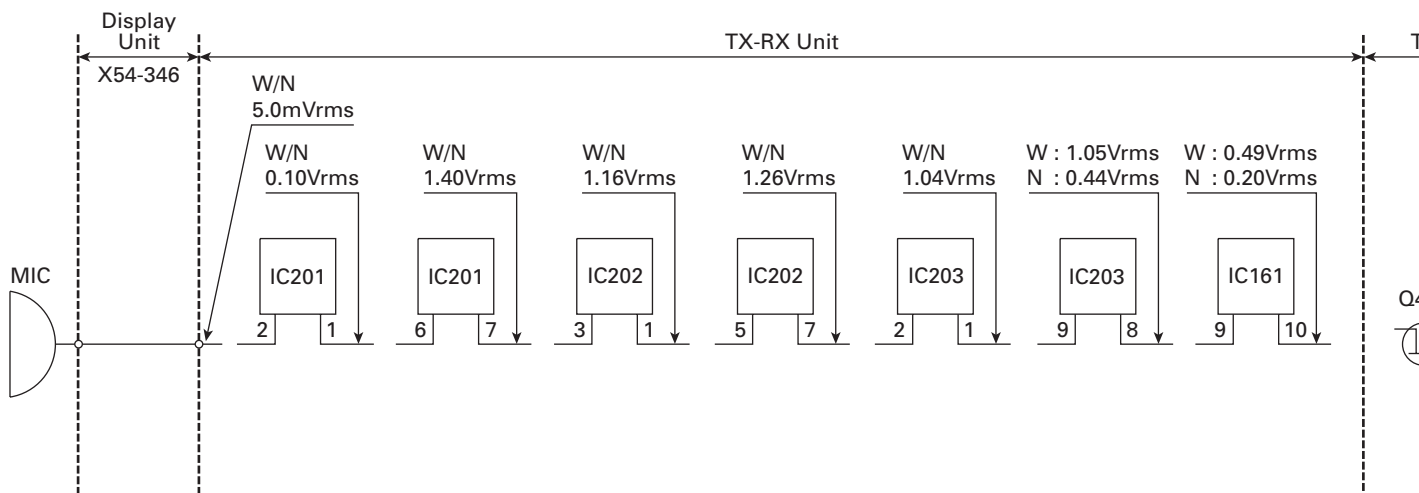 Display
Unit
X54-346
TX-RX Unit
W/N
5.0mVrms
W/N
0.10Vrms
W/N
1.40Vrms
W/N
1.16Vrms
W/N
1.26Vrms
W/N
1.04Vrms
W : 1.05Vrms
N : 0.44Vrms
W : 0.49Vrms
N : 0.20Vrms
MIC
IC201
IC201
IC202
IC202
IC203
IC203
IC161
2 1
6 7
3 1
5 7
2 1
9 8
9 10